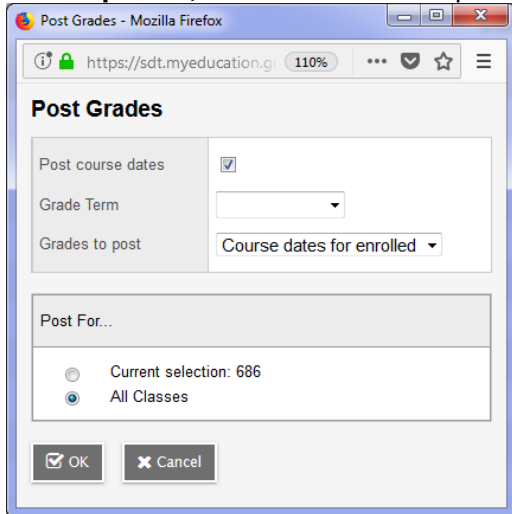 Post Grades - Mozilla Firefox
https://sdt.myeducation.g 110%
Post Grades
Post course dates
Grade Term
Grades to post Course dates for enrolled
Post For...
Current selection: 686
All Classes
OK Cancel